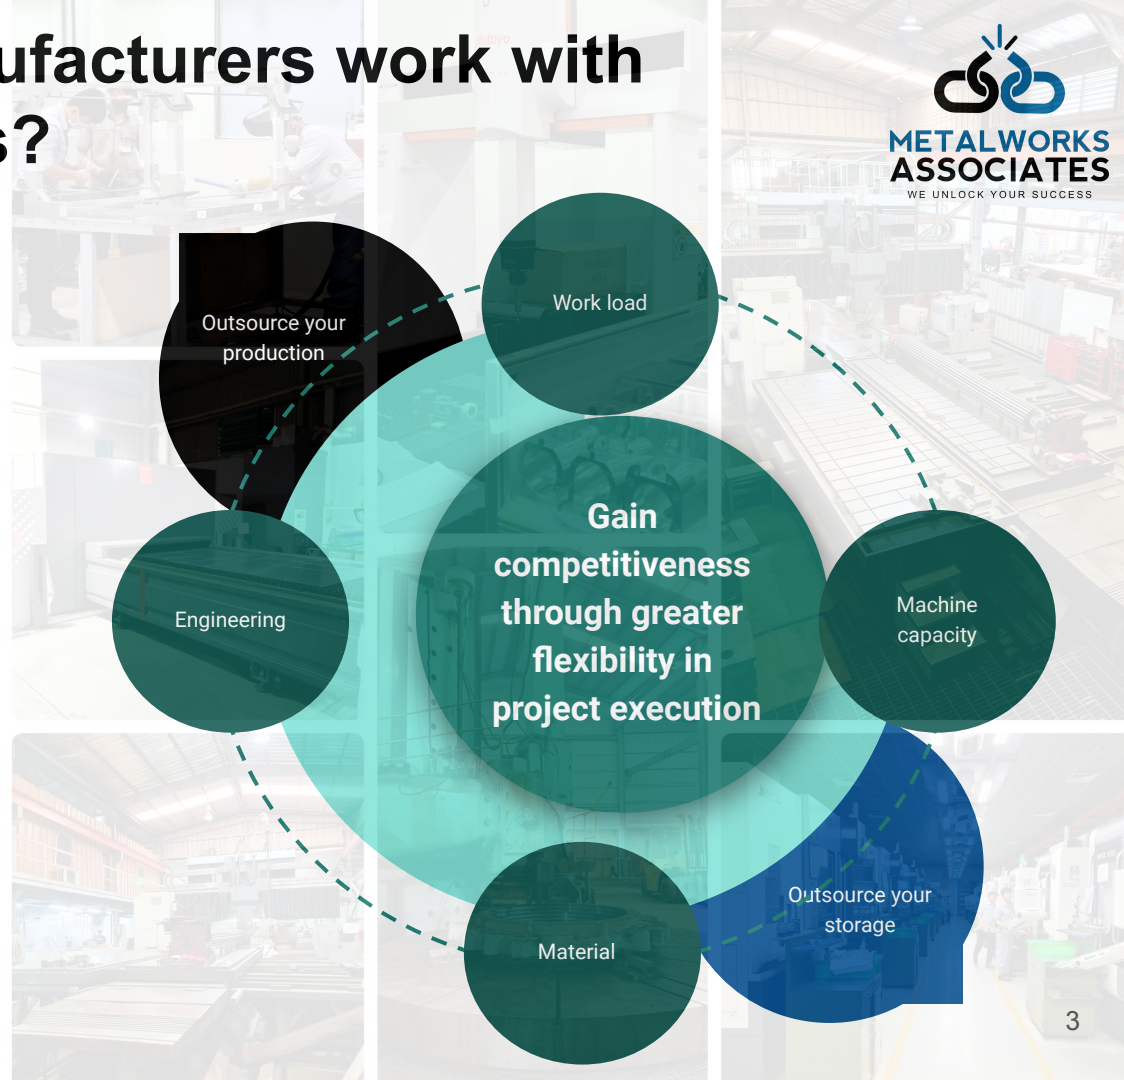 ufacturers work with
s?
METALWORKS
ASSOCIATES
WE UNLOCK YOUR SUCCESS
Work load
Outsource your
production
Gain
competitiveness
through greater
flexibility in
project execution
Engineering
Machine
capacity
Outsource your
storage
Material
3